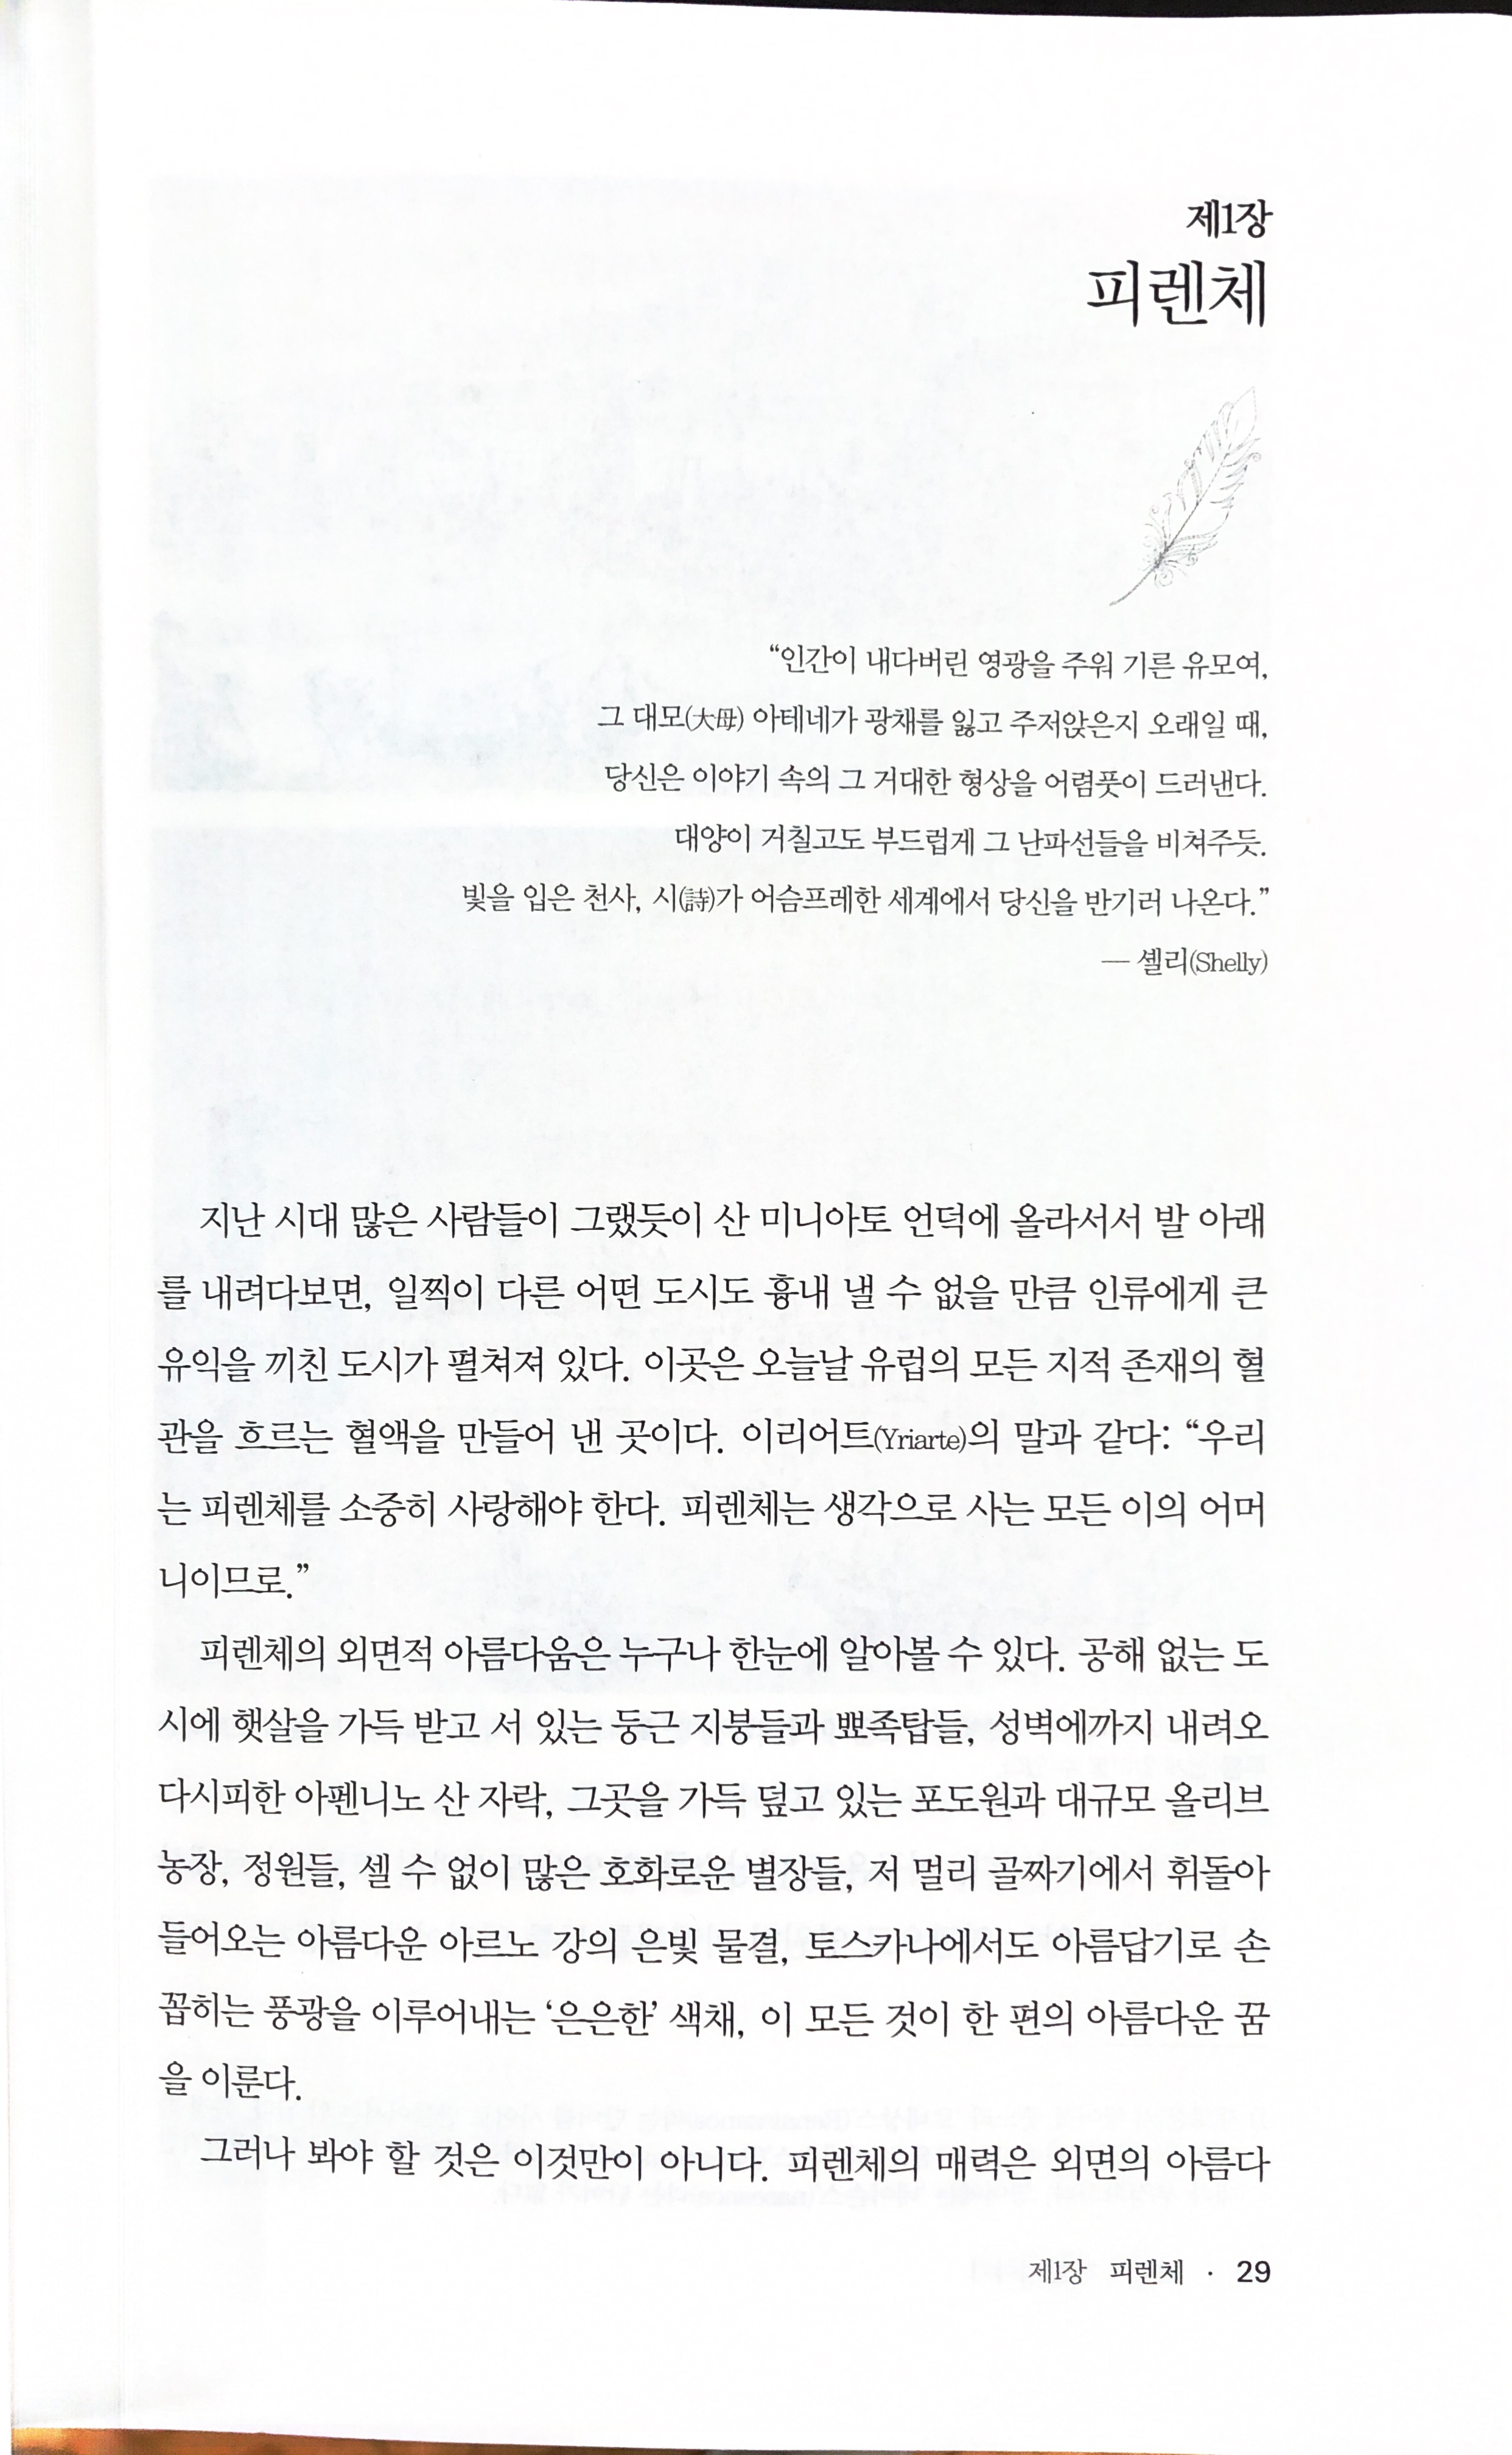 제1장
피렌체
“인간이 내다버린 영광을 주워 기른 유모여,
그 대모(大母) 아테네가 광채를 잃고 주저앉은지 오래일 때,
당신은 이야기 속의 그 거대한 형상을 어렴풋이 드러낸다.
대양이 거칠고도 부드럽게 그 난파선들을 비쳐주듯.
빛을 입은 천사, 시(詩)가 어슴프레한 세계에서 당신을 반기러 나온다.”
— 셸리(Shelly)
지난 시대 많은 사람들이 그랬듯이 산 미니아토 언덕에 올라서서 발 아래
를 내려다보면, 일찍이 다른 어떤 도시도 흉내 낼 수 없을 만큼 인류에게 큰
유익을 끼친 도시가 펼쳐져 있다. 이곳은 오늘날 유럽의 모든 지적 존재의 혈
관을 흐르는 혈액을 만들어 낸 곳이다. 이리어트(Yriarte)의 말과 같다: “우리
는 피렌체를 소중히 사랑해야 한다. 피렌체는 생각으로 사는 모든 이의 어머
니이므로.”
피렌체의 외면적 아름다움은 누구나 한눈에 알아볼 수 있다. 공해 없는 도
시에 햇살을 가득 받고 서 있는 둥근 지붕들과 뾰족탑들, 성벽에까지 내려오
다시피한 아펜니노 산 자락, 그곳을 가득 덮고 있는 포도원과 대규모 올리브
농장, 정원들, 셀 수 없이 많은 호화로운 별장들, 저 멀리 골짜기에서 휘돌아
들어오는 아름다운 아르노 강의 은빛 물결, 토스카나에서도 아름답기로 손
꼽히는 풍광을 이루어내는 ‘은은한’ 색채, 이 모든 것이 한 편의 아름다운 꿈
을 이룬다.
그러나 봐야 할 것은 이것만이 아니다. 피렌체의 매력은 외면의 아름다
제1장 피렌체 · 29